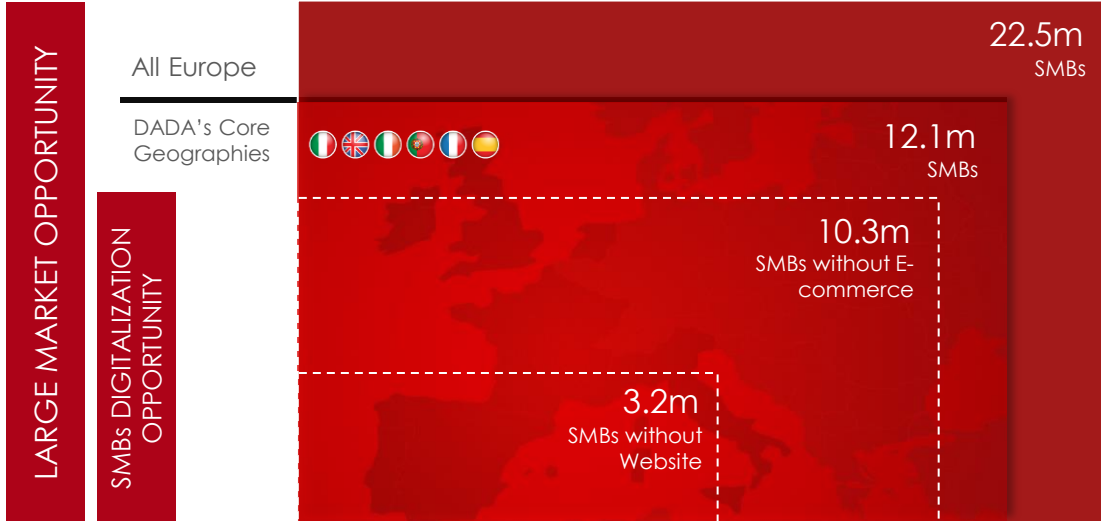 LARGE MARKET OPPORTUNITY
SMBs DIGITALIZATION
OPPORTUNITY
All Europe
22.5m
SMBs
DADA's Core
Geographies
12.1m
SMBs
10.3m
SMBs without E-
commerce
3.2m
SMBs without
Website